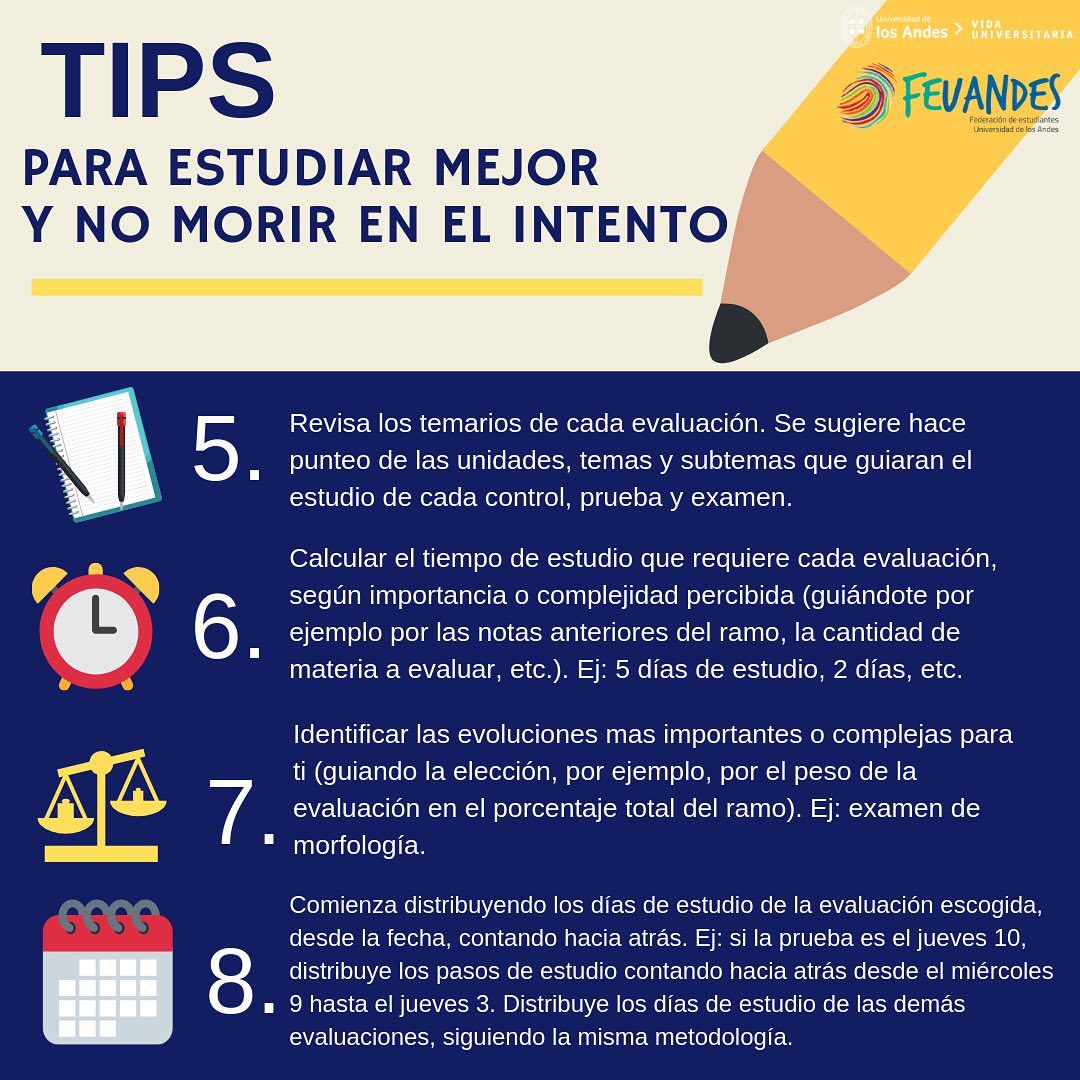 Universidad de
los Andes > VIDA
UNIVERSITARIA
FEUANDES
Federación de estudiantes
Universidad de los Andes
TIPS
PARA ESTUDIAR MEJOR
Y NO MORIR EN EL INTENTO
5.
Revisa los temarios de cada evaluación. Se sugiere hace
punteo de las unidades, temas y subtemas que guiaran el
estudio de cada control, prueba y examen.
6.
Calcular el tiempo de estudio que requiere cada evaluación,
según importancia o complejidad percibida (guiándote por
ejemplo por las notas anteriores del ramo, la cantidad de
materia a evaluar, etc.). Ej: 5 días de estudio, 2 días, etc.
7.
Identificar las evoluciones mas importantes o complejas para
ti (guiando la elección, por ejemplo, por el peso de la
evaluación en el porcentaje total del ramo). Ej: examen de
morfología.
8.
Comienza distribuyendo los días de estudio de la evaluación escogida,
desde la fecha, contando hacia atrás. Ej: si la prueba es el jueves 10,
distribuye los pasos de estudio contando hacia atrás desde el miércoles
9 hasta el jueves 3. Distribuye los días de estudio de las demás
evaluaciones, siguiendo la misma metodología.